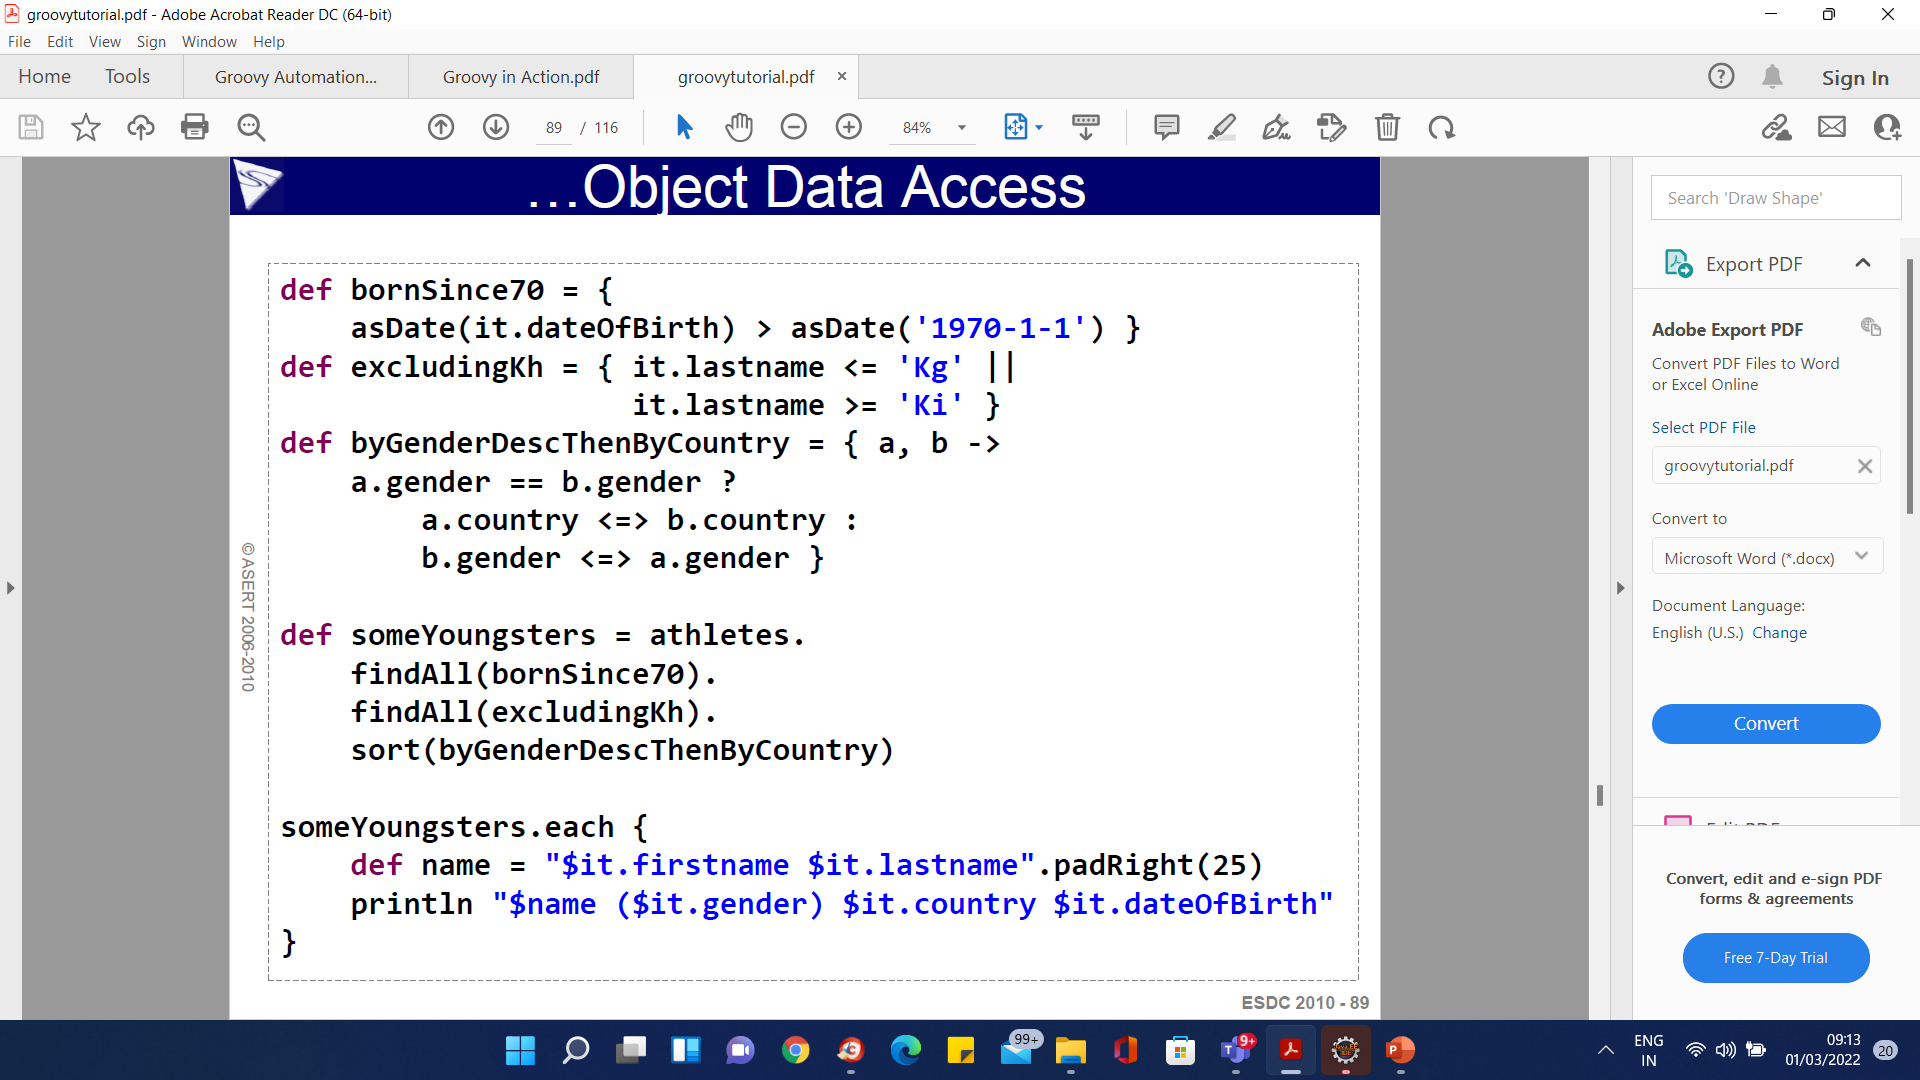 groovytutorial.pdf - Adobe Acrobat Reader DC (64-bit)
File Edit View Sign Window Help
Home Tools Groovy Automation... Groovy in Action.pdf groovytutorial.pdf × Sign In
89 / 116 84%
...Object Data Access
def bornSince70 = {
asDate(it.dateOfBirth) > asDate('1970-1-1') }
def excludingKh = { it.lastname <= 'Kg' ||
it.lastname >= 'Ki' }
def byGenderDescThenByCountry = { a, b ->
a.gender == b.gender ?
a.country <=> b.country :
b.gender <=> a.gender }
def someYoungsters = athletes.
findAll(bornSince70).
findAll(excludingKh).
sort(byGenderDescThenByCountry)
someYoungsters.each {
def name = "$it.firstname $it.lastname".padRight(25)
println "$name ($it.gender) $it.country $it.dateOfBirth"
}
© ASERT 2006-2010
ESDC 2010 - 89
Search 'Draw Shape'
Export PDF
Adobe Export PDF
Convert PDF Files to Word
or Excel Online
Select PDF File
groovytutorial.pdf
Convert to
Microsoft Word (*.docx)
Document Language:
English (U.S.) Change
Convert
Convert, edit and e-sign PDF
forms & agreements
Free 7-Day Trial
99+
9+
ENG
IN
09:13
01/03/2022
20